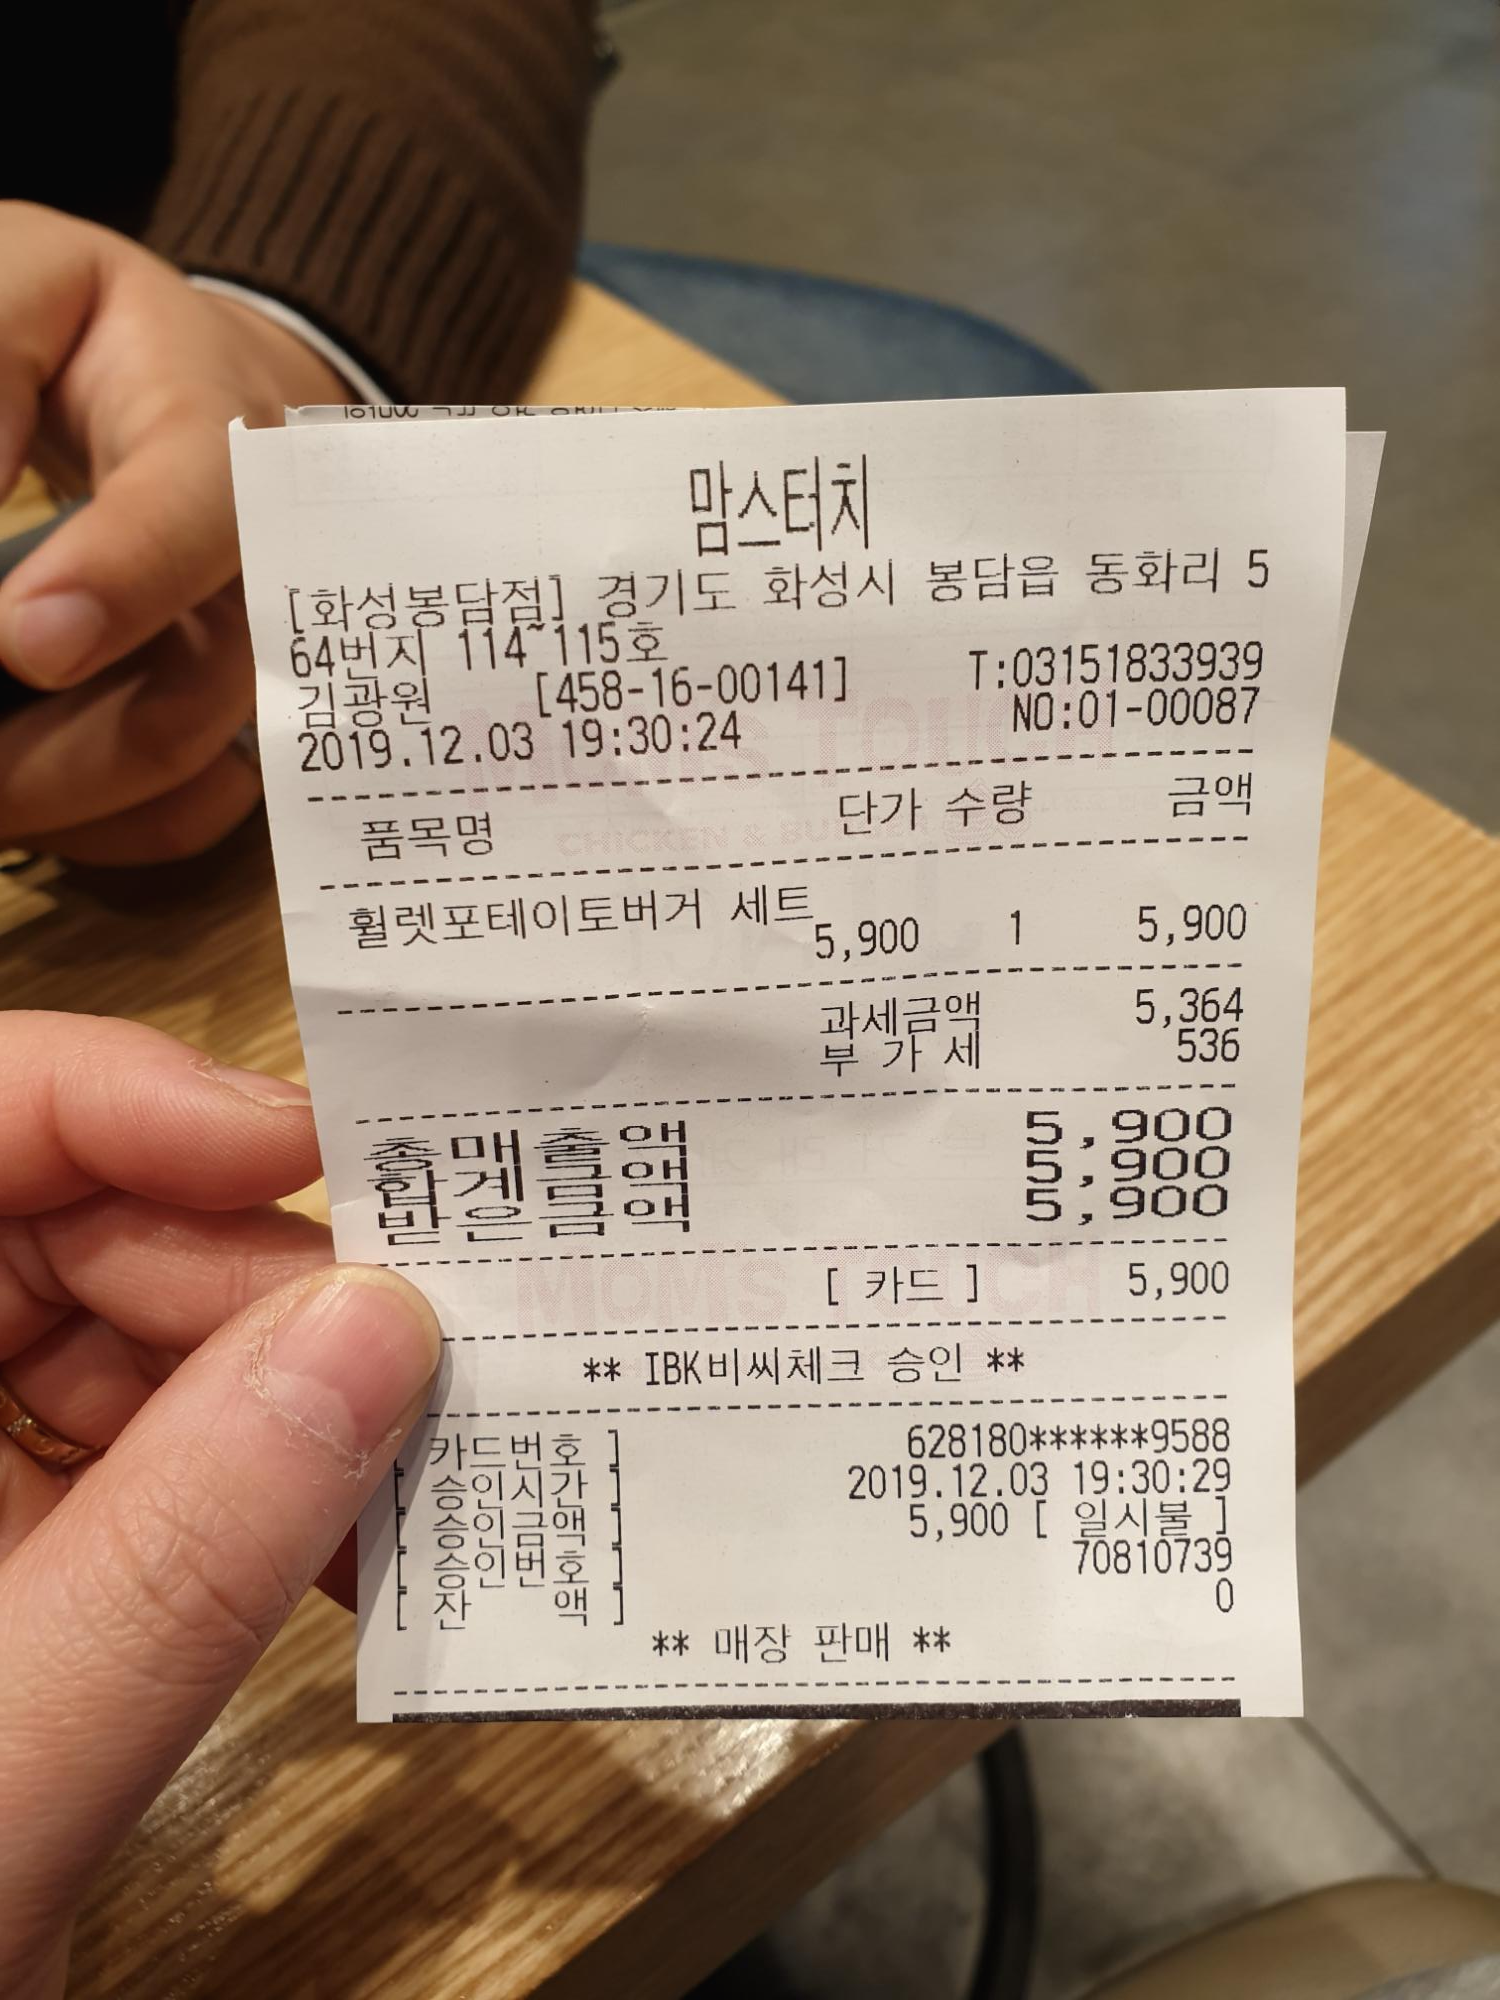 맘스터치
[화성봉담점] 경기도 화성시 봉담읍 동화리 5
64번지 114~115호
김광원 [458-16-00141] T:03151833939
2019.12.03 19:30:24 NO:01-00087
품목명 단가 수량 금액
휠렛포테이토버거 세트
5,900 1 5,900
과세금액 5,364
부 가 세 536
총매출액 5,900
합계금액 5,900
받은금액 5,900
[ 카드 ] 5,900
** IBK비씨체크 승인 **
카드번호 ] 628180******9588
[ 승인시간 ] 2019.12.03 19:30:29
[ 승인금액 ] 5,900 [ 일시불 ]
[ 승인번호 ] 70810739
[ 잔 액 ] 0
** 매장 판매 **
MOM'S TOUCH
CHICKEN &
MOM'S TOUCH